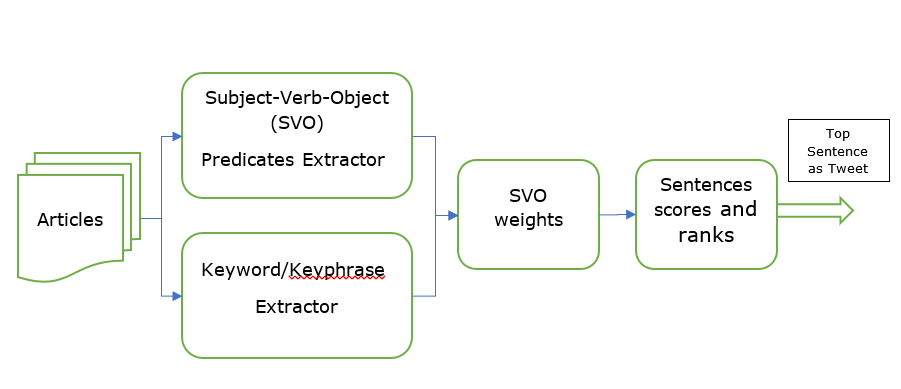 Articles
Subject-Verb-Object
(SVO)
Predicates Extractor
Keyword/Keyphrase
Extractor
SVO
weights
Sentences
scores and
ranks
Top
Sentence
as Tweet